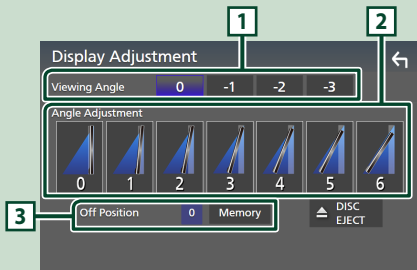 1
2
Display Adjustment
Viewing Angle 0 -1 -2 -3
Angle Adjustment
0 1 2 3 4 5 6
3
Off Position 0 Memory
DISC
EJECT